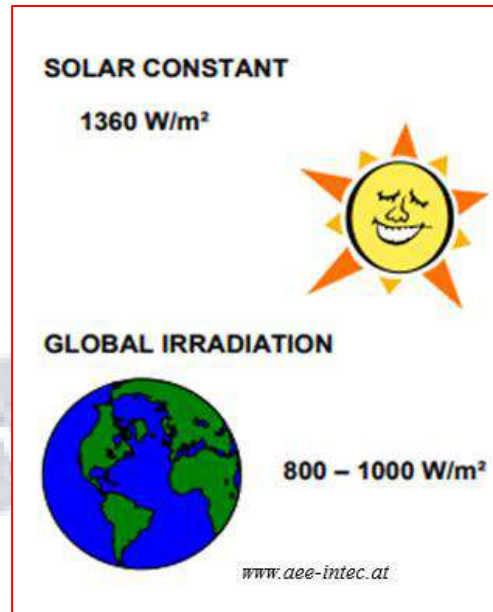 SOLAR CONSTANT
1360 W/m²
GLOBAL IRRADIATION
800 – 1000 W/m²
www.aee-intec.at